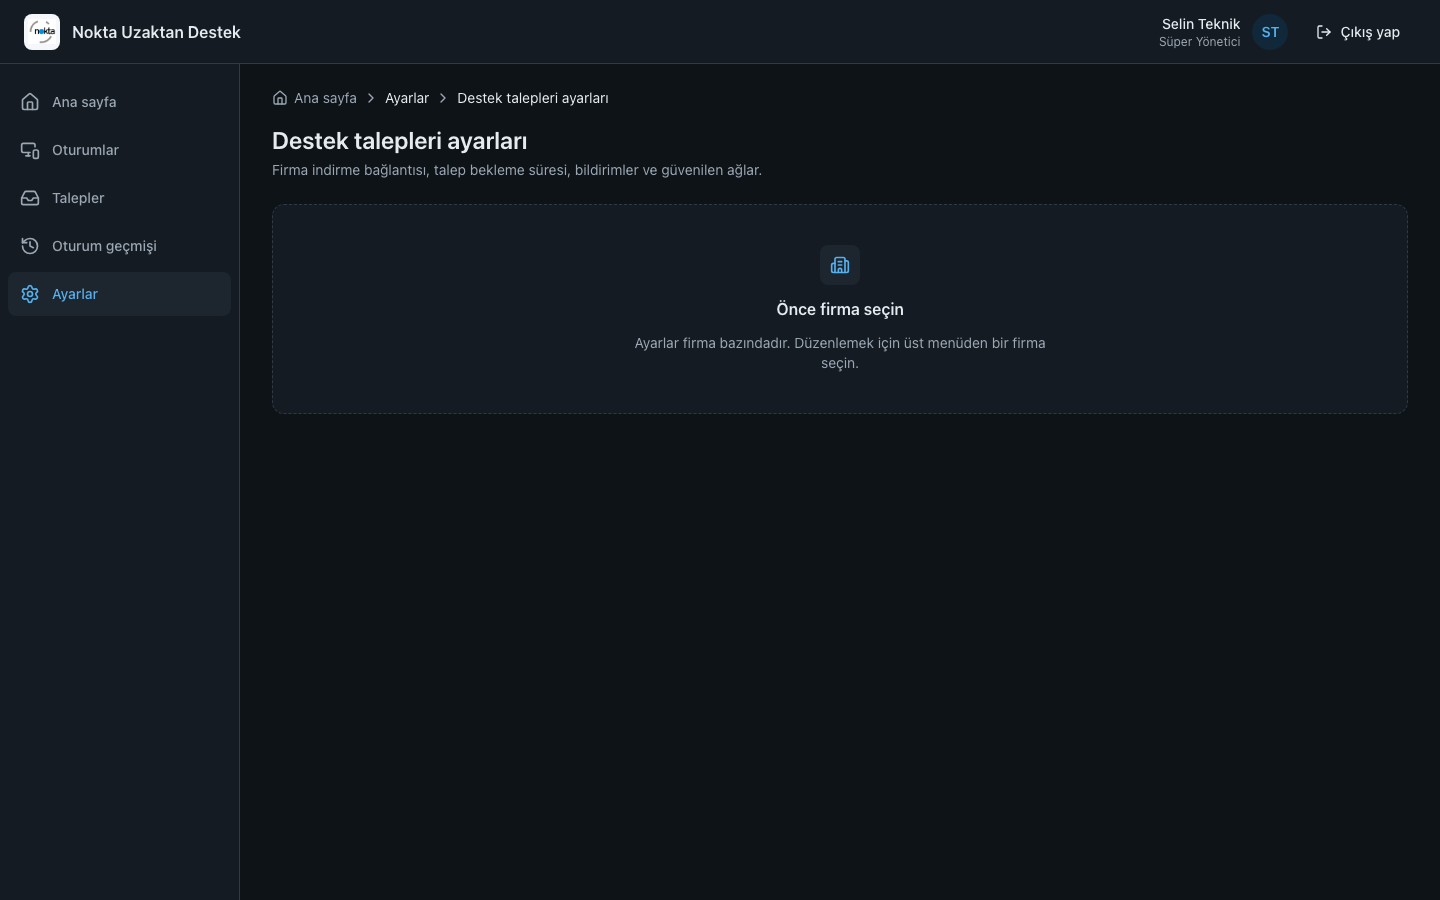 nokta
Nokta Uzaktan Destek
Selin Teknik
Süper Yönetici
ST
Çıkış yap
Ana sayfa
Oturumlar
Talepler
Oturum geçmişi
Ayarlar
Ana sayfa
Ayarlar
Destek talepleri ayarları
Destek talepleri ayarları
Firma indirme bağlantısı, talep bekleme süresi, bildirimler ve güvenilen ağlar.
Önce firma seçin
Ayarlar firma bazındadır. Düzenlemek için üst menüden bir firma
seçin.